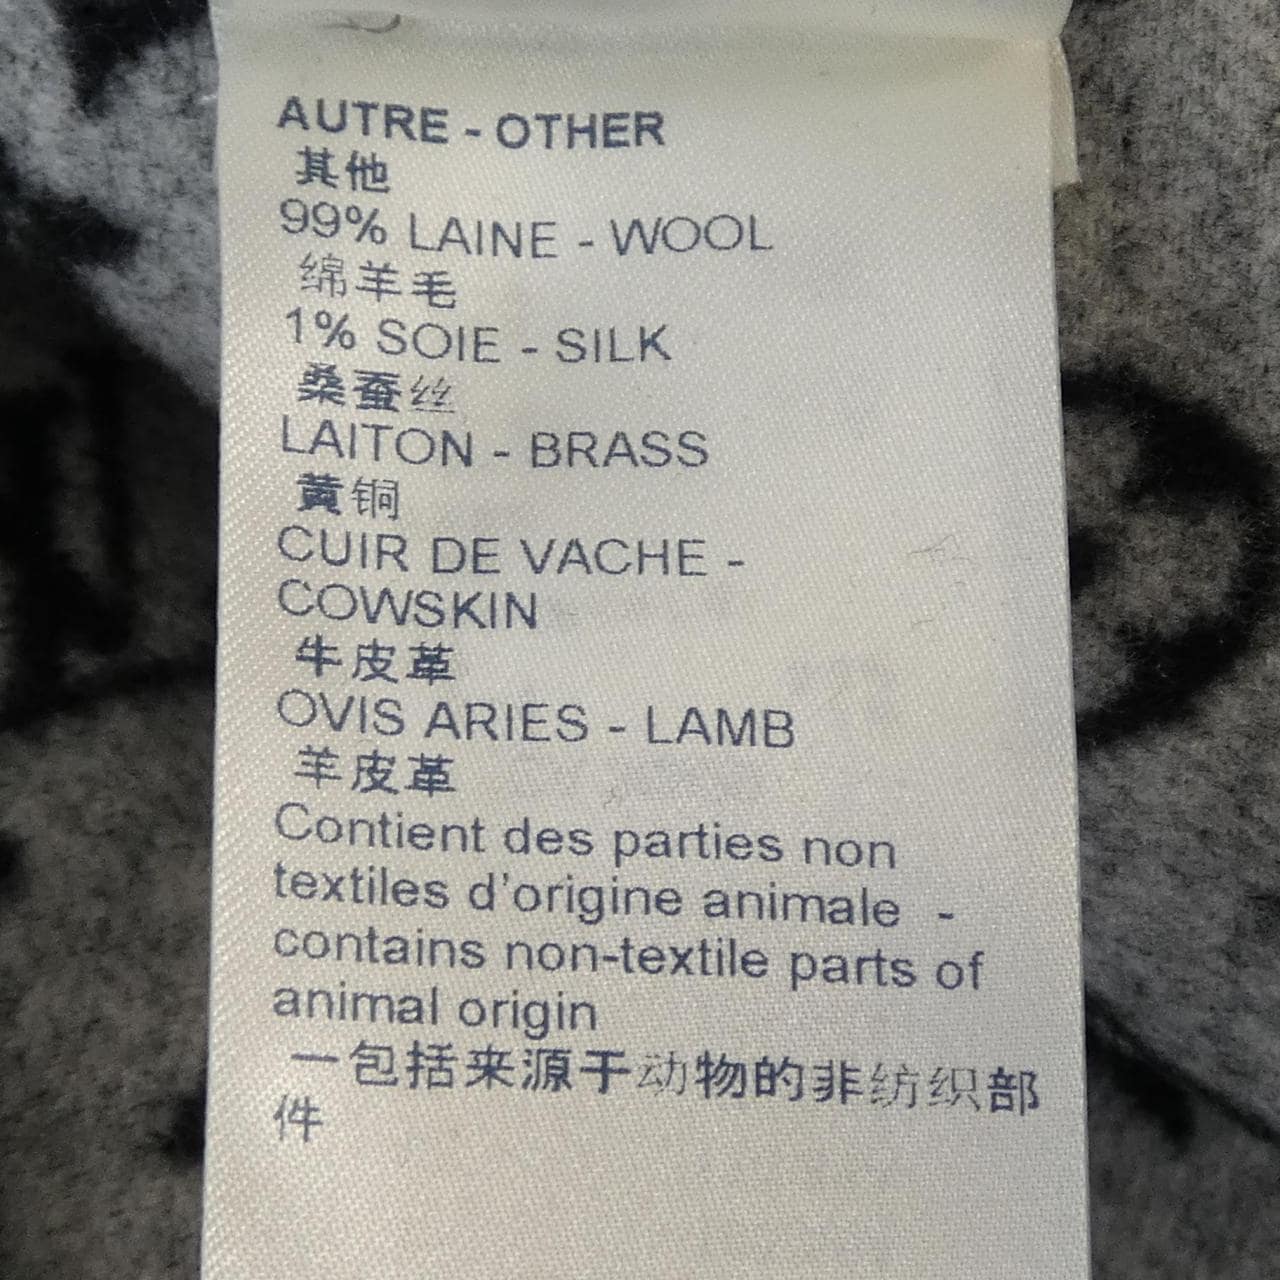 AUTRE - OTHER
其他
99% LAINE - WOOL
绵羊毛
1% SOIE - SILK
桑蚕丝
LAITON - BRASS
黄铜
CUIR DE VACHE -
COWSKIN
牛皮革
OVIS ARIES - LAMB
羊皮革
Contient des parties non
textiles d'origine animale -
contains non-textile parts of
animal origin
一包括来源于动物的非纺织部
件